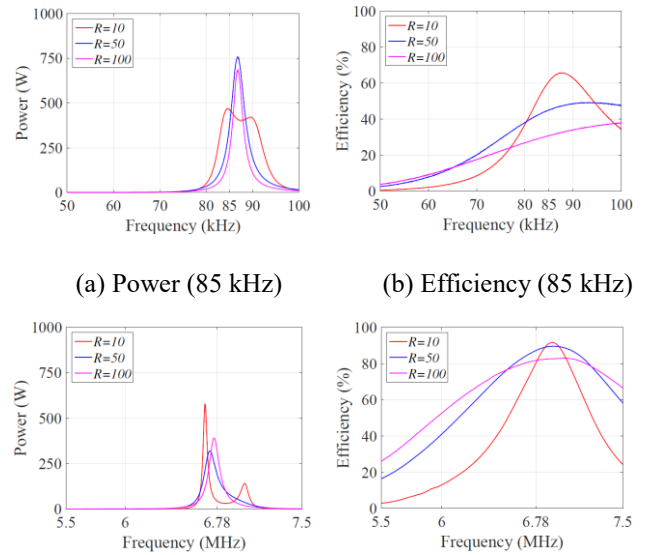 1000
750
500
250
0
Power (W)
R=10
R=50
R=100
50 60 70 80 85 90 100
Frequency (kHz)
100
80
60
40
20
0
Efficiency (%)
R=10
R=50
R=100
50 60 70 80 85 90 100
Frequency (kHz)
(a) Power (85 kHz)
(b) Efficiency (85 kHz)
1000
750
500
250
0
Power (W)
R=10
R=50
R=100
5.5 6 6.78 7.5
Frequency (MHz)
100
80
60
40
20
0
Efficiency (%)
R=10
R=50
R=100
5.5 6 6.78 7.5
Frequency (MHz)